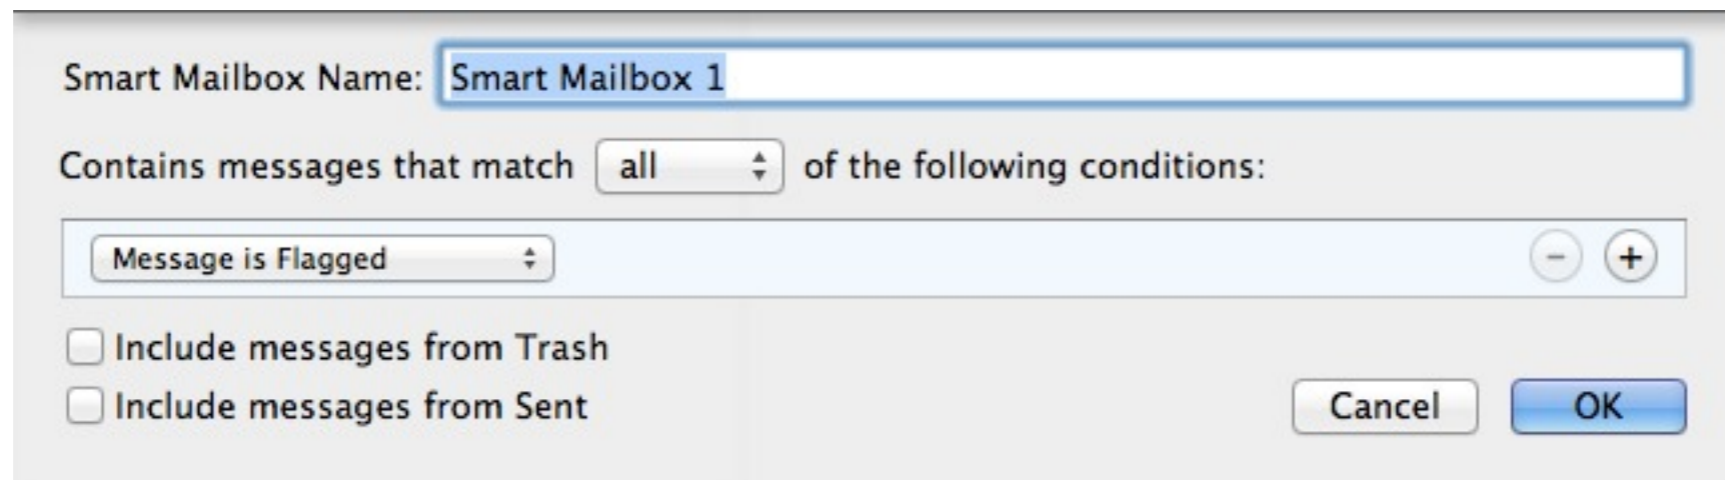 Smart Mailbox Name: Smart Mailbox 1
Contains messages that match all of the following conditions:
Message is Flagged
Include messages from Trash
Include messages from Sent
Cancel OK